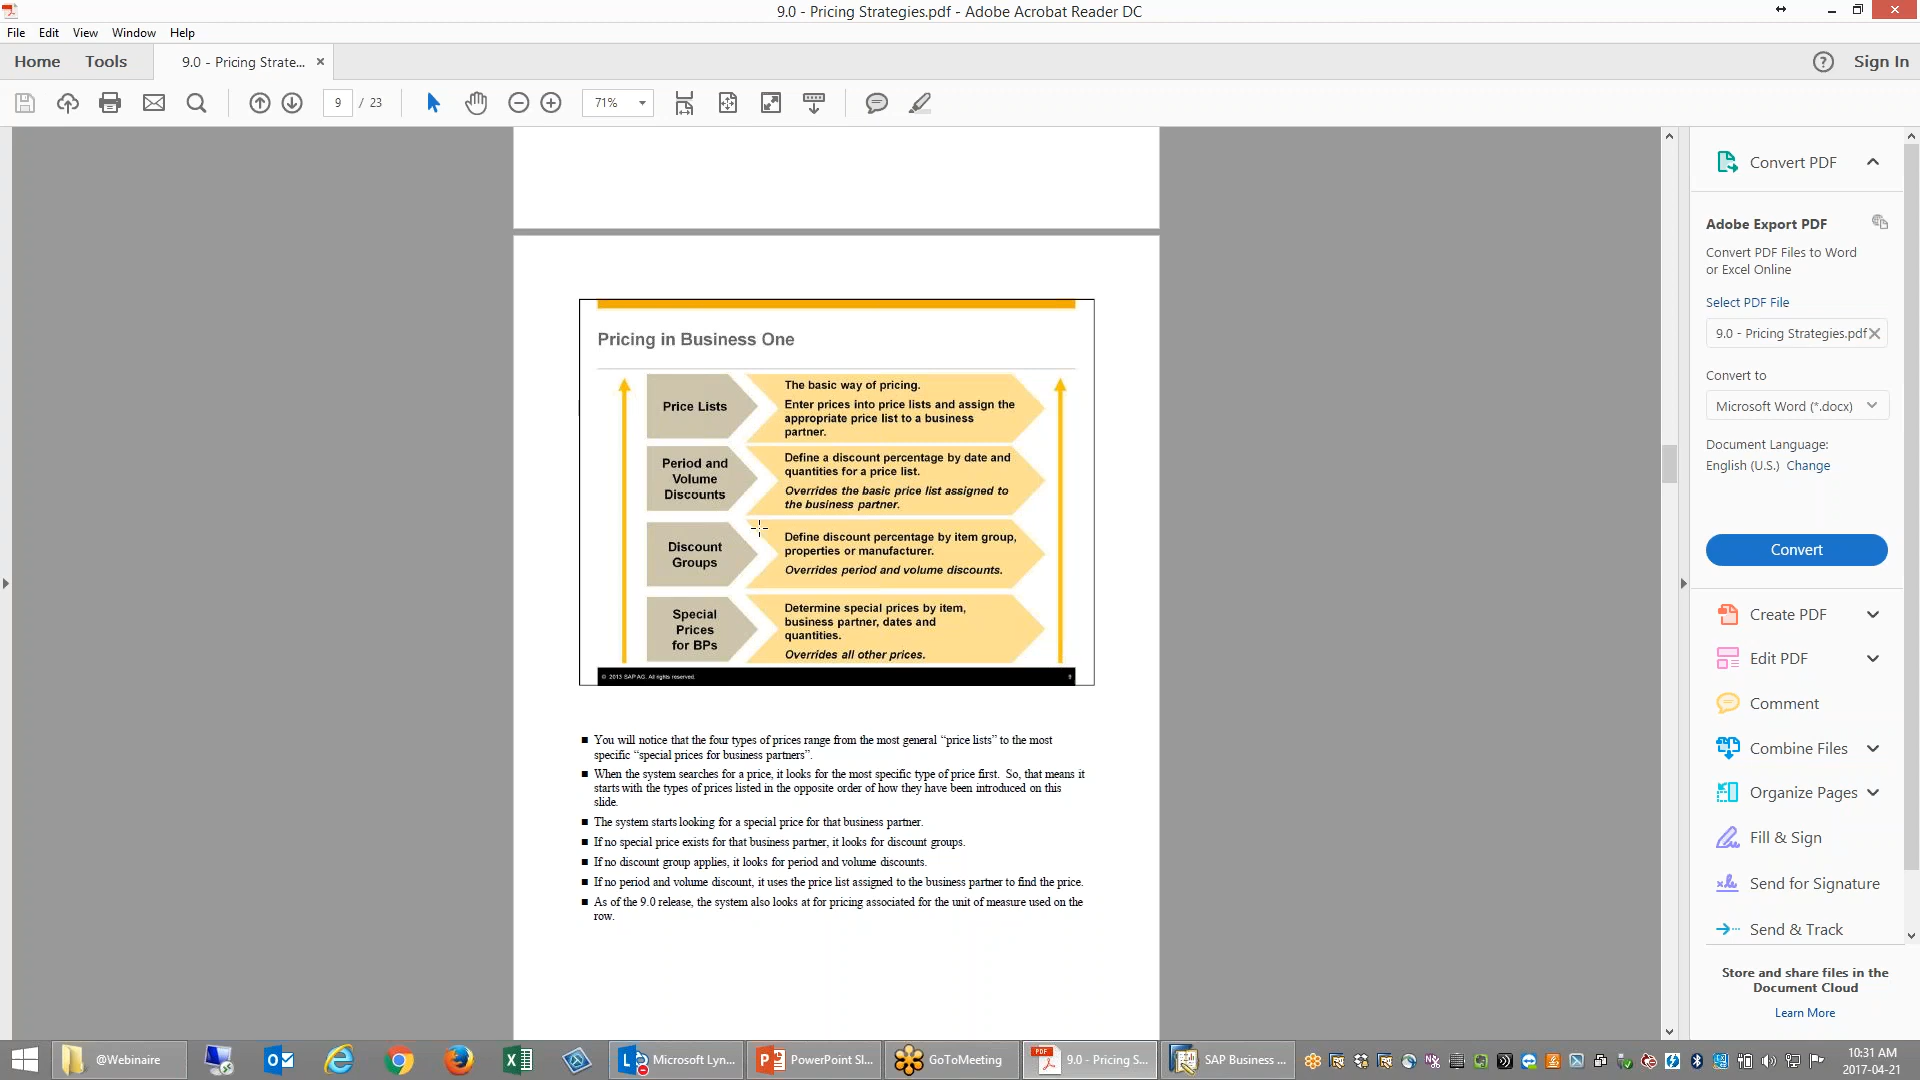 9.0 - Pricing Strategies.pdf - Adobe Acrobat Reader DC
File Edit View Window Help
Home Tools 9.0 - Pricing Strate... Sign In
9 / 23 71%
Convert PDF
Adobe Export PDF
Convert PDF Files to Word
or Excel Online
Select PDF File
9.0 - Pricing Strategies.pdf
Convert to
Microsoft Word (*.docx)
Document Language:
English (U.S.) Change
Convert
Create PDF
Edit PDF
Comment
Combine Files
Organize Pages
Fill & Sign
Send for Signature
Send & Track
Store and share files in the
Document Cloud
Learn More
Pricing in Business One
Price Lists
The basic way of pricing.
Enter prices into price lists and assign the
appropriate price list to a business
partner.
Period and
Volume
Discounts
Define a discount percentage by date and
quantities for a price list.
Overrides the basic price list assigned to
the business partner.
Discount
Groups
Define discount percentage by item group,
properties or manufacturer.
Overrides period and volume discounts.
Special
Prices
for BPs
Determine special prices by item,
business partner, dates and
quantities.
Overrides all other prices.
© 2013 SAP AG. All rights reserved.
■ You will notice that the four types of prices range from the most general “price lists” to the most
specific “special prices for business partners”.
■ When the system searches for a price, it looks for the most specific type of price first. So, that means it
starts with the types of prices listed in the opposite order of how they have been introduced on this
slide.
■ The system starts looking for a special price for that business partner.
■ If no special price exists for that business partner, it looks for discount groups.
■ If no discount group applies, it looks for period and volume discounts.
■ If no period and volume discount, it uses the price list assigned to the business partner to find the price.
■ As of the 9.0 release, the system also looks at for pricing associated for the unit of measure used on the
row.
@Webinaire
Microsoft Lyn...
PowerPoint Sl...
GoToMeeting
9.0 - Pricing S...
SAP Business ...
10:31 AM
2017-04-21